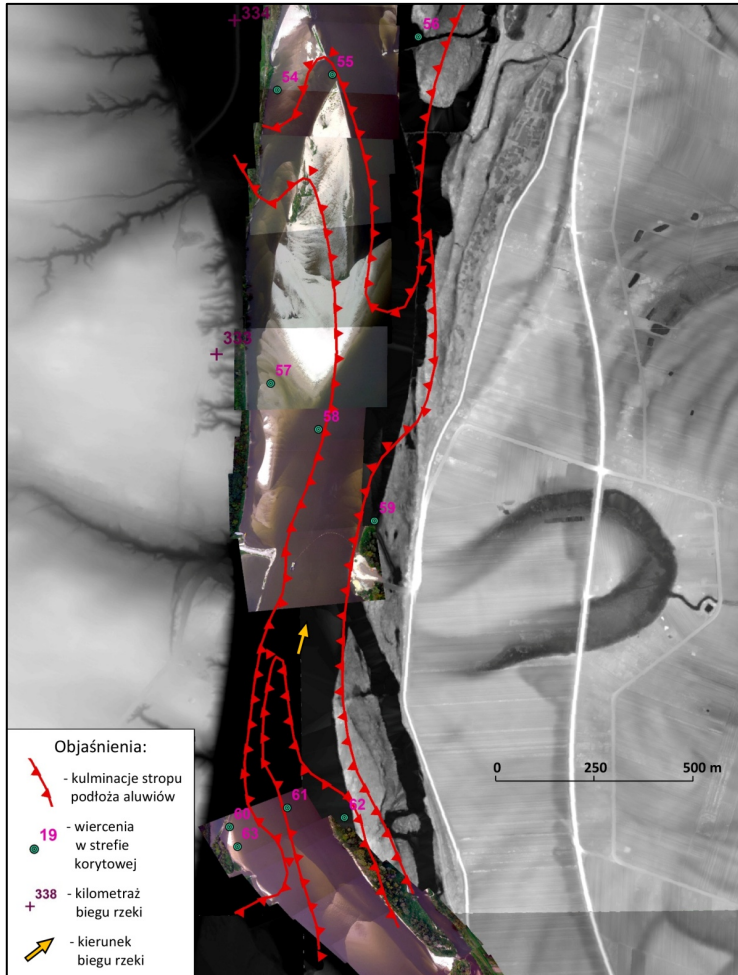 334
56
55
54
333
57
58
59
0 250 500 m
61
62
60
63
Objaśnienia:
- kulminacje stropu
podłoża aluwiów
19 - wiercenia
w strefie
korytowej
338 - kilometraż
biegu rzeki
- kierunek
biegu rzeki